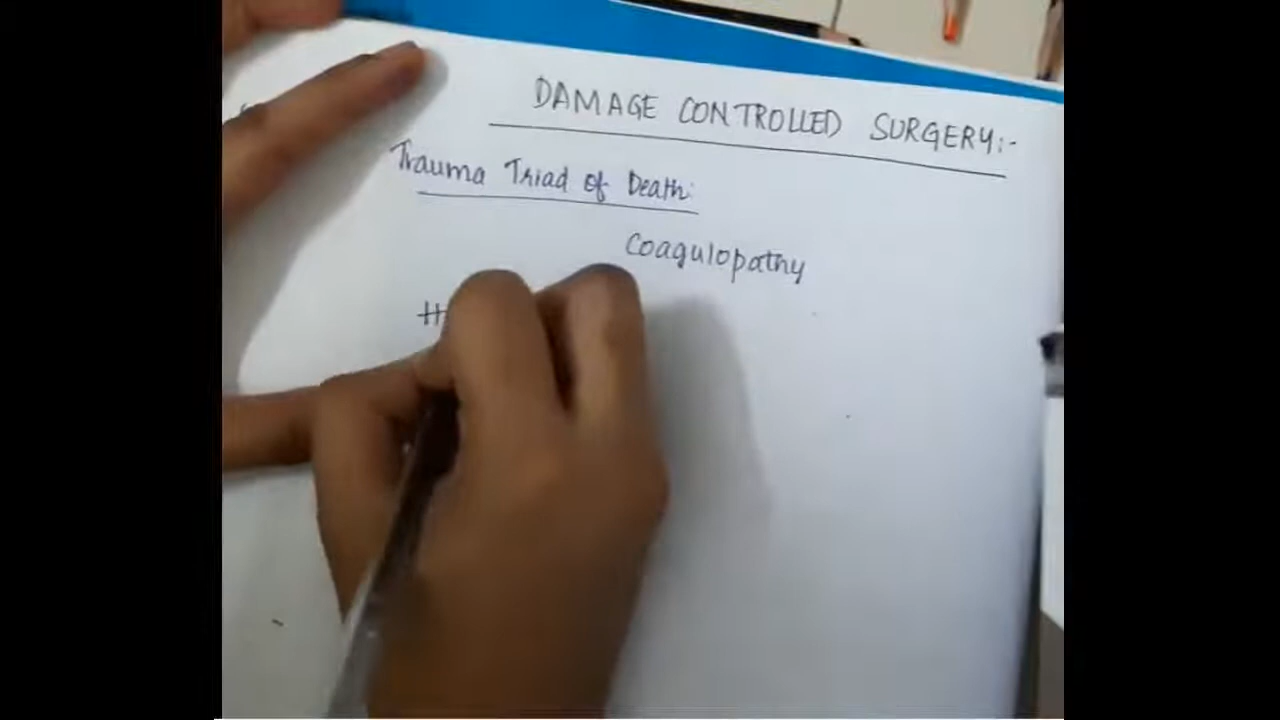 DAMAGE CONTROLLED SURGERY:-
Trauma Triad of Death:
Coagulopathy
H